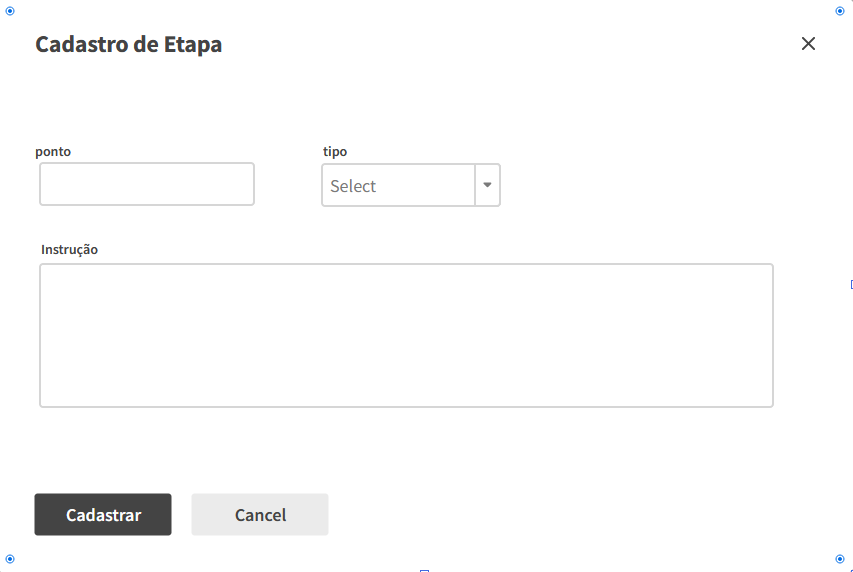 Cadastro de Etapa
ponto
tipo
Select
Instrução
Cadastrar
Cancel